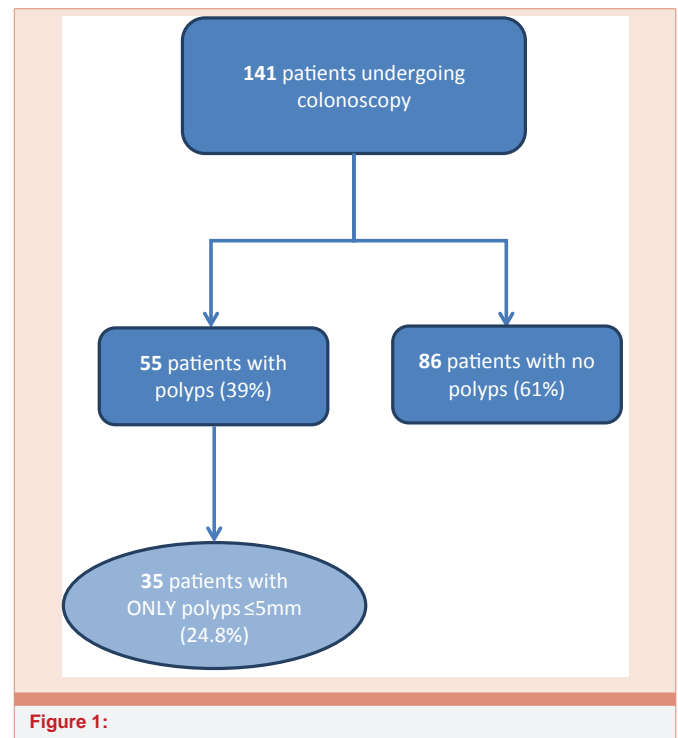 141 patients undergoing
colonoscopy
55 patients with
polyps (39%)
86 patients with no
polyps (61%)
35 patients with
ONLY polyps ≤5mm
(24.8%)
Figure 1: